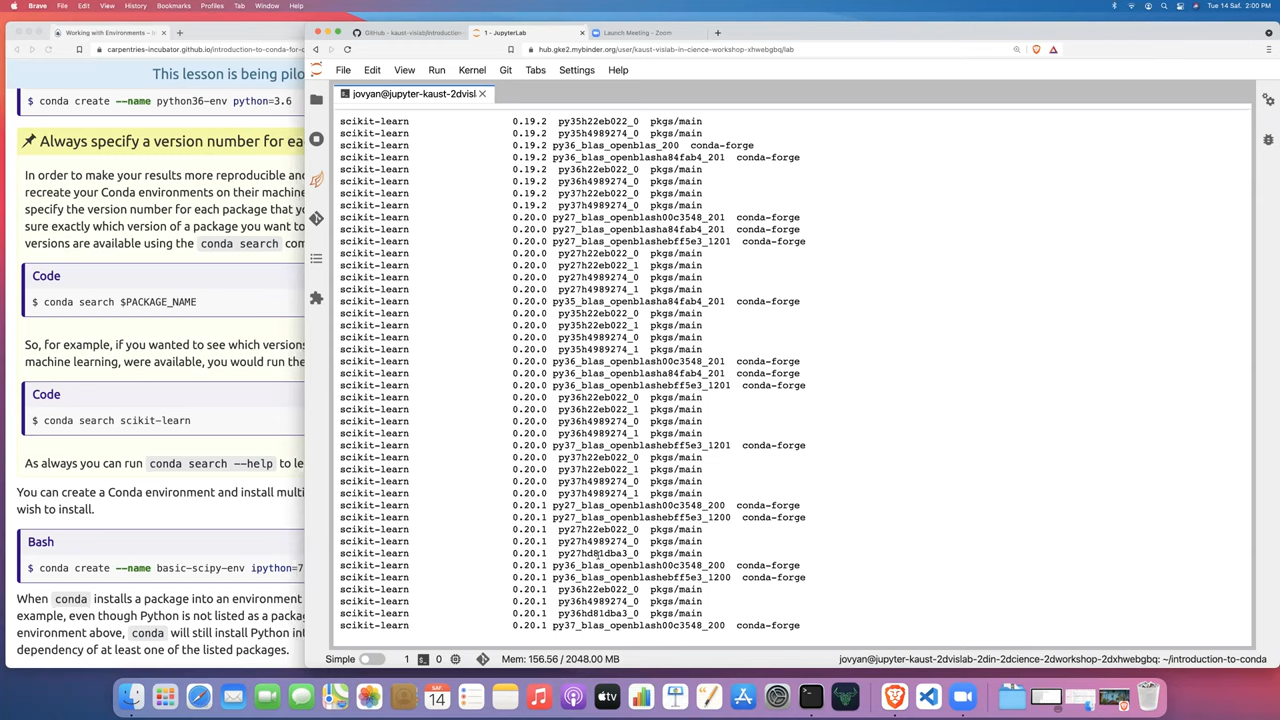 Brave File Edit View History Bookmarks Profiles Tab Window Help Tue 14 Saf. 2:00 PM
Working with Environments –
carpentries-incubator.github.io/introduction-to-conda-for-
This lesson is being pilo
$ conda create --name python36-env python=3.6
Always specify a version number for ea
In order to make your results more reproducible and
recreate your Conda environments on their machine
specify the version number for each package that yo
sure exactly which version of a package you want to
versions are available using the conda search com
Code
$ conda search $PACKAGE_NAME
So, for example, if you wanted to see which versions
machine learning, were available, you would run the
Code
$ conda search scikit-learn
As always you can run conda search --help to le
You can create a Conda environment and install multi
wish to install.
Bash
$ conda create --name basic-scipy-env ipython=7
When conda installs a package into an environment
example, even though Python is not listed as a packag
environment above, conda will still install Python int
dependency of at least one of the listed packages.
GitHub - kaust-vislab/introduction- 1 - JupyterLab Launch Meeting - Zoom
hub.gke2.mybinder.org/user/kaust-vislab-in-cience-workshop-xhwebgbq/lab
File Edit View Run Kernel Git Tabs Settings Help
jovyan@jupyter-kaust-2dvisl
scikit-learn 0.19.2 py35h22eb022_0 pkgs/main
scikit-learn 0.19.2 py35h4989274_0 pkgs/main
scikit-learn 0.19.2 py36_blas_openblas_200 conda-forge
scikit-learn 0.19.2 py36_blas_openblasha84fab4_201 conda-forge
scikit-learn 0.19.2 py36h22eb022_0 pkgs/main
scikit-learn 0.19.2 py36h4989274_0 pkgs/main
scikit-learn 0.19.2 py37h22eb022_0 pkgs/main
scikit-learn 0.19.2 py37h4989274_0 pkgs/main
scikit-learn 0.20.0 py27_blas_openblash00c3548_201 conda-forge
scikit-learn 0.20.0 py27_blas_openblasha84fab4_201 conda-forge
scikit-learn 0.20.0 py27_blas_openblashebff5e3_1201 conda-forge
scikit-learn 0.20.0 py27h22eb022_0 pkgs/main
scikit-learn 0.20.0 py27h22eb022_1 pkgs/main
scikit-learn 0.20.0 py27h4989274_0 pkgs/main
scikit-learn 0.20.0 py27h4989274_1 pkgs/main
scikit-learn 0.20.0 py35_blas_openblasha84fab4_201 conda-forge
scikit-learn 0.20.0 py35h22eb022_0 pkgs/main
scikit-learn 0.20.0 py35h22eb022_1 pkgs/main
scikit-learn 0.20.0 py35h4989274_0 pkgs/main
scikit-learn 0.20.0 py35h4989274_1 pkgs/main
scikit-learn 0.20.0 py36_blas_openblash00c3548_201 conda-forge
scikit-learn 0.20.0 py36_blas_openblasha84fab4_201 conda-forge
scikit-learn 0.20.0 py36_blas_openblashebff5e3_1201 conda-forge
scikit-learn 0.20.0 py36h22eb022_0 pkgs/main
scikit-learn 0.20.0 py36h22eb022_1 pkgs/main
scikit-learn 0.20.0 py36h4989274_0 pkgs/main
scikit-learn 0.20.0 py36h4989274_1 pkgs/main
scikit-learn 0.20.0 py37_blas_openblashebff5e3_1201 conda-forge
scikit-learn 0.20.0 py37h22eb022_0 pkgs/main
scikit-learn 0.20.0 py37h22eb022_1 pkgs/main
scikit-learn 0.20.0 py37h4989274_0 pkgs/main
scikit-learn 0.20.0 py37h4989274_1 pkgs/main
scikit-learn 0.20.1 py27_blas_openblash00c3548_200 conda-forge
scikit-learn 0.20.1 py27_blas_openblashebff5e3_1200 conda-forge
scikit-learn 0.20.1 py27h22eb022_0 pkgs/main
scikit-learn 0.20.1 py27h4989274_0 pkgs/main
scikit-learn 0.20.1 py27hd81dba3_0 pkgs/main
scikit-learn 0.20.1 py36_blas_openblash00c3548_200 conda-forge
scikit-learn 0.20.1 py36_blas_openblashebff5e3_1200 conda-forge
scikit-learn 0.20.1 py36h22eb022_0 pkgs/main
scikit-learn 0.20.1 py36h4989274_0 pkgs/main
scikit-learn 0.20.1 py36hd81dba3_0 pkgs/main
scikit-learn 0.20.1 py37_blas_openblash00c3548_200 conda-forge
Simple 1 0 Mem: 156.56 / 2048.00 MB jovyan@jupyter-kaust-2dvislab-2din-2dcience-2dworkshop-2dxhwebgbq: ~/introduction-to-conda
14
tv